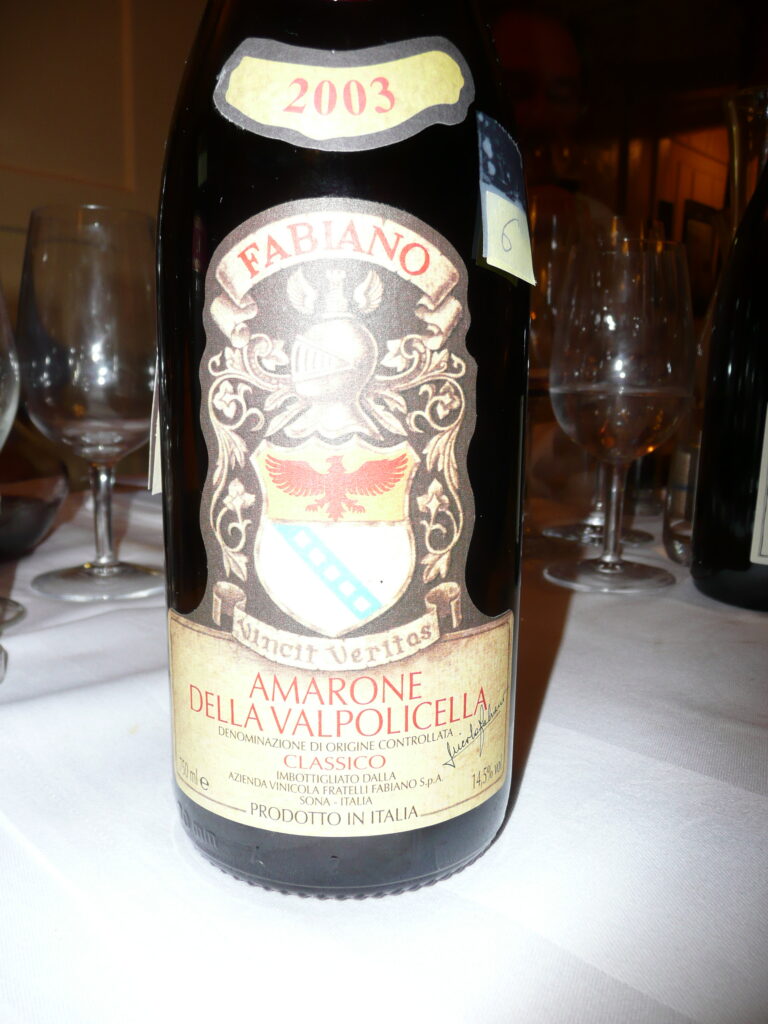 2003
6
FABIANO
Vincit Veritas
AMARONE
DELLA VALPOLICELLA
DENOMINAZIONE DI ORIGINE CONTROLLATA
CLASSICO
IMBOTTIGLIATO DALLA
AZIENDA VINICOLA FRATELLI FABIANO S.p.A.
SONA - ITALIA
750 ml e
14,5% vol
PRODOTTO IN ITALIA